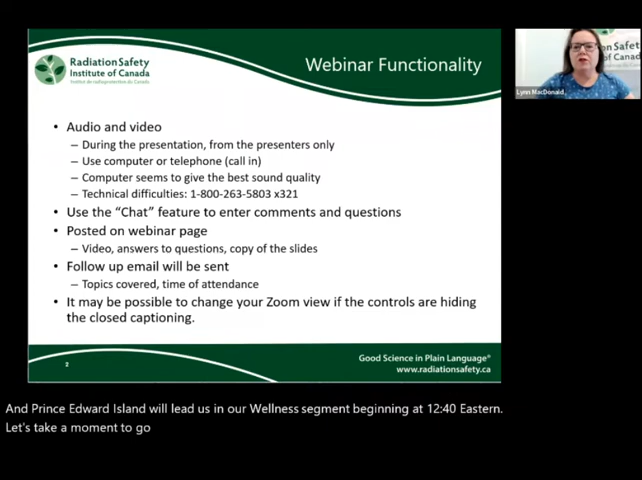 Radiation Safety
Institute of Canada
Institut de radioprotection du Canada
Webinar Functionality
• Audio and video
– During the presentation, from the presenters only
– Use computer or telephone (call in)
– Computer seems to give the best sound quality
– Technical difficulties: 1-800-263-5803 x321
• Use the “Chat” feature to enter comments and questions
• Posted on webinar page
– Video, answers to questions, copy of the slides
• Follow up email will be sent
– Topics covered, time of attendance
• It may be possible to change your Zoom view if the controls are hiding
the closed captioning.
2
Good Science in Plain Language®
www.radiationsafety.ca
Lynn MacDonald,
And Prince Edward Island will lead us in our Wellness segment beginning at 12:40 Eastern.
Let's take a moment to go